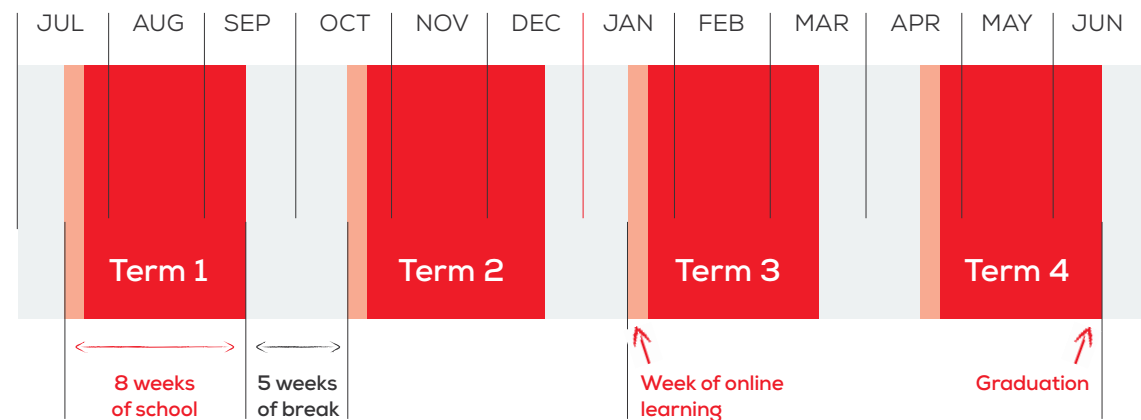 JUL AUG SEP OCT NOV DEC JAN FEB MAR APR MAY JUN
Term 1 Term 2 Term 3 Term 4
8 weeks
of school
5 weeks
of break
Week of online
learning
Graduation